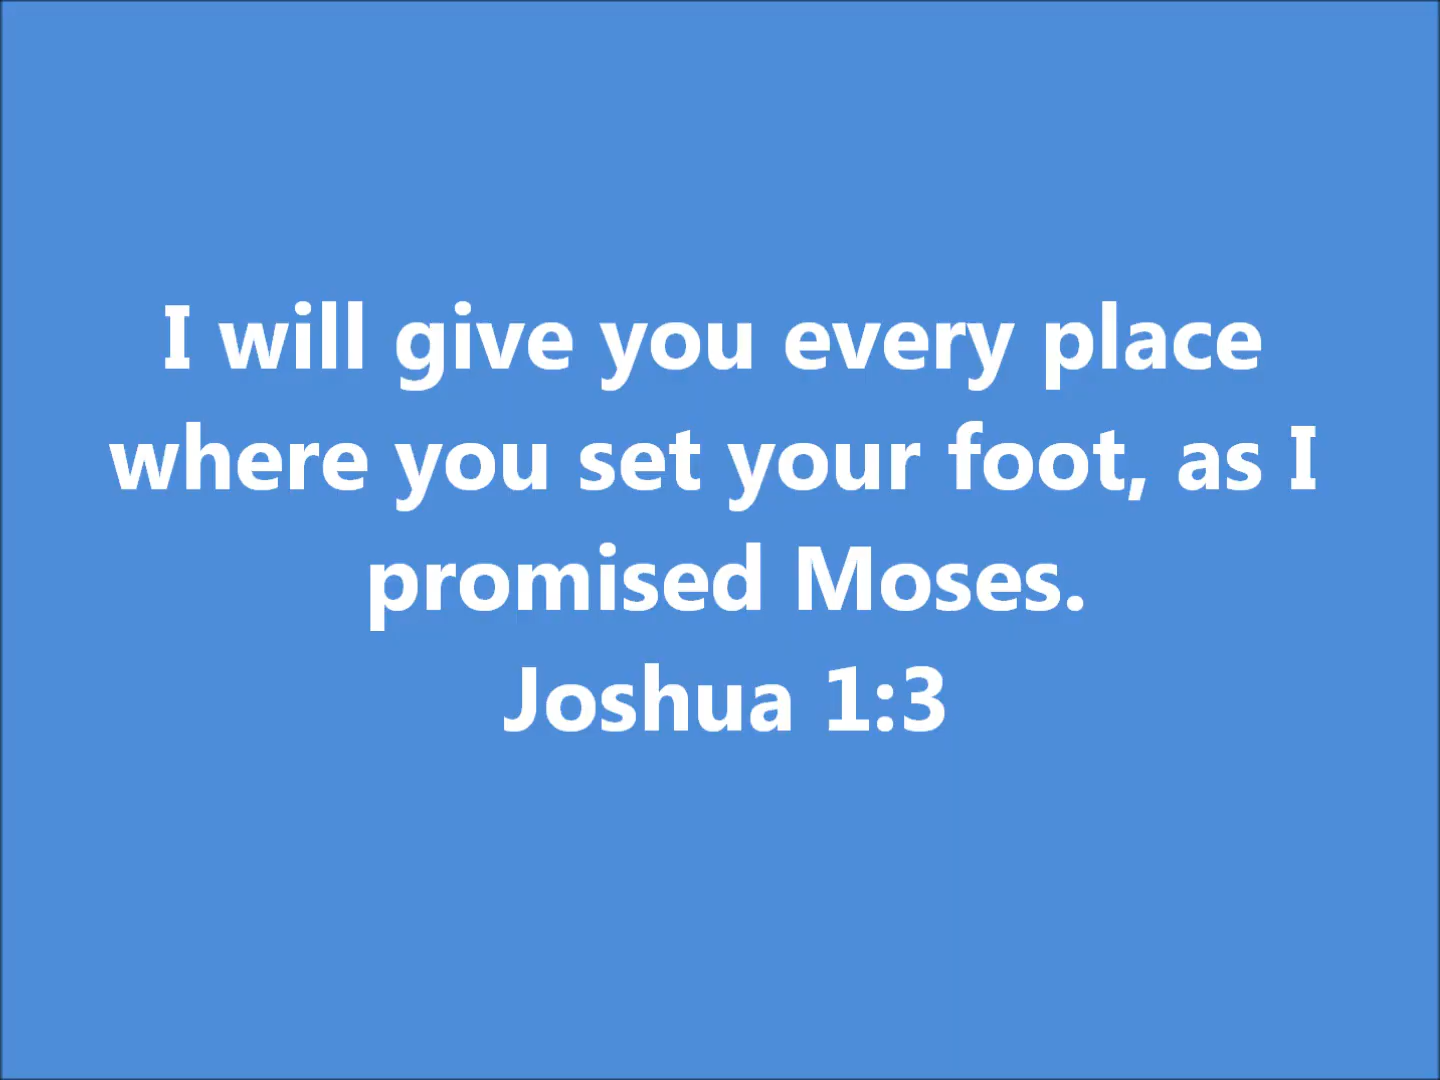 I will give you every place
where you set your foot, as I
promised Moses.
Joshua 1:3